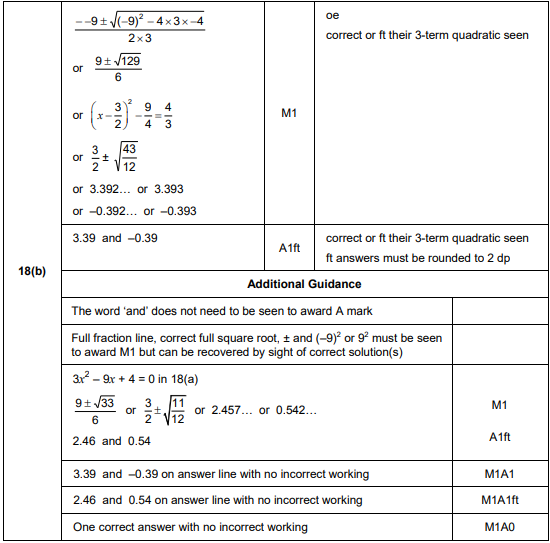 18(b)
--9 ± √((-9)² - 4 × 3 × -4) / (2 × 3)
or (9 ± √129) / 6
or (x - 3/2)² - 9/4 = 4/3
or 3/2 ± √(43/12)
or 3.392… or 3.393
or -0.392… or -0.393
M1
oe
correct or ft their 3-term quadratic seen
3.39 and -0.39
A1ft
correct or ft their 3-term quadratic seen
ft answers must be rounded to 2 dp
Additional Guidance
The word ‘and’ does not need to be seen to award A mark
Full fraction line, correct full square root, ± and (-9)² or 9² must be seen
to award M1 but can be recovered by sight of correct solution(s)
3x² – 9x + 4 = 0 in 18(a)
(9 ± √33) / 6 or 3/2 ± √(11/12) or 2.457… or 0.542…
M1
2.46 and 0.54
A1ft
3.39 and –0.39 on answer line with no incorrect working
M1A1
2.46 and 0.54 on answer line with no incorrect working
M1A1ft
One correct answer with no incorrect working
M1A0